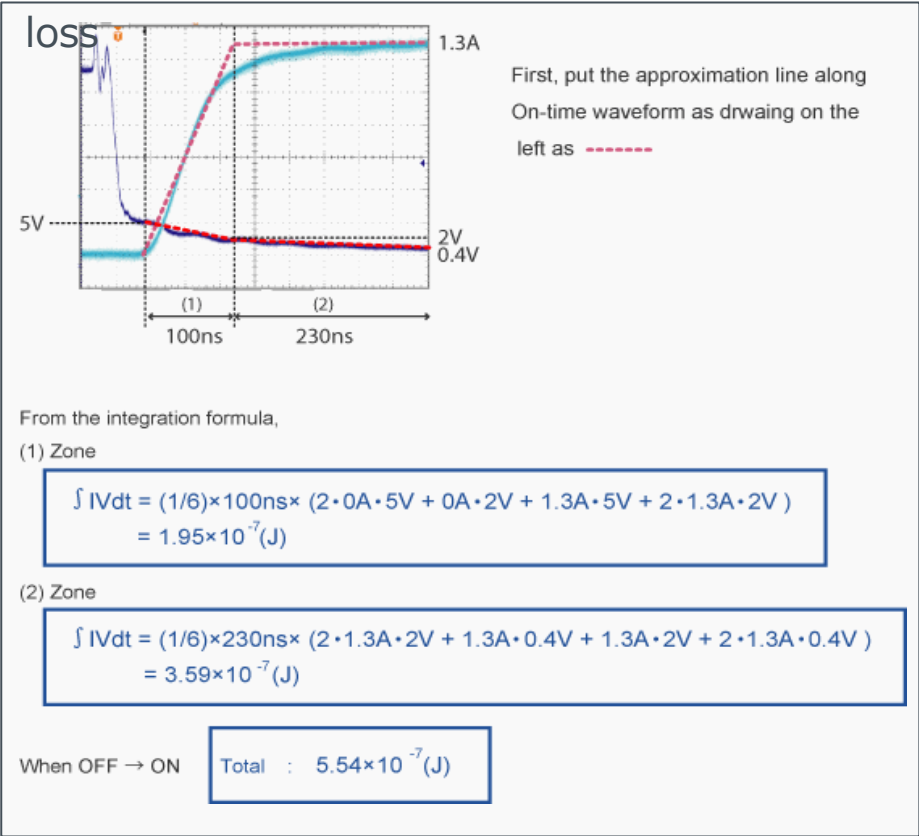 loss
1.3A
First, put the approximation line along
On-time waveform as drwaing on the
left as
5V
2V
0.4V
(1) (2)
100ns 230ns
From the integration formula,
(1) Zone
∫ IVdt = (1/6)×100ns× (2・0A・5V + 0A・2V + 1.3A・5V + 2・1.3A・2V )
= 1.95×10⁻⁷(J)
(2) Zone
∫ IVdt = (1/6)×230ns× (2・1.3A・2V + 1.3A・0.4V + 1.3A・2V + 2・1.3A・0.4V )
= 3.59×10⁻⁷(J)
When OFF → ON Total : 5.54×10⁻⁷(J)